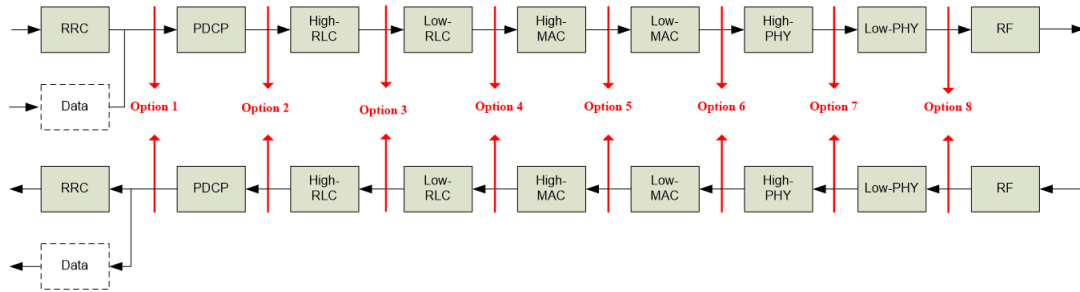 RRC
PDCP
High-
RLC
Low-
RLC
High-
MAC
Low-
MAC
High-
PHY
Low-PHY
RF
Data
Option 1
Option 2
Option 3
Option 4
Option 5
Option 6
Option 7
Option 8
RRC
PDCP
High-
RLC
Low-
RLC
High-
MAC
Low-
MAC
High-
PHY
Low-PHY
RF
Data